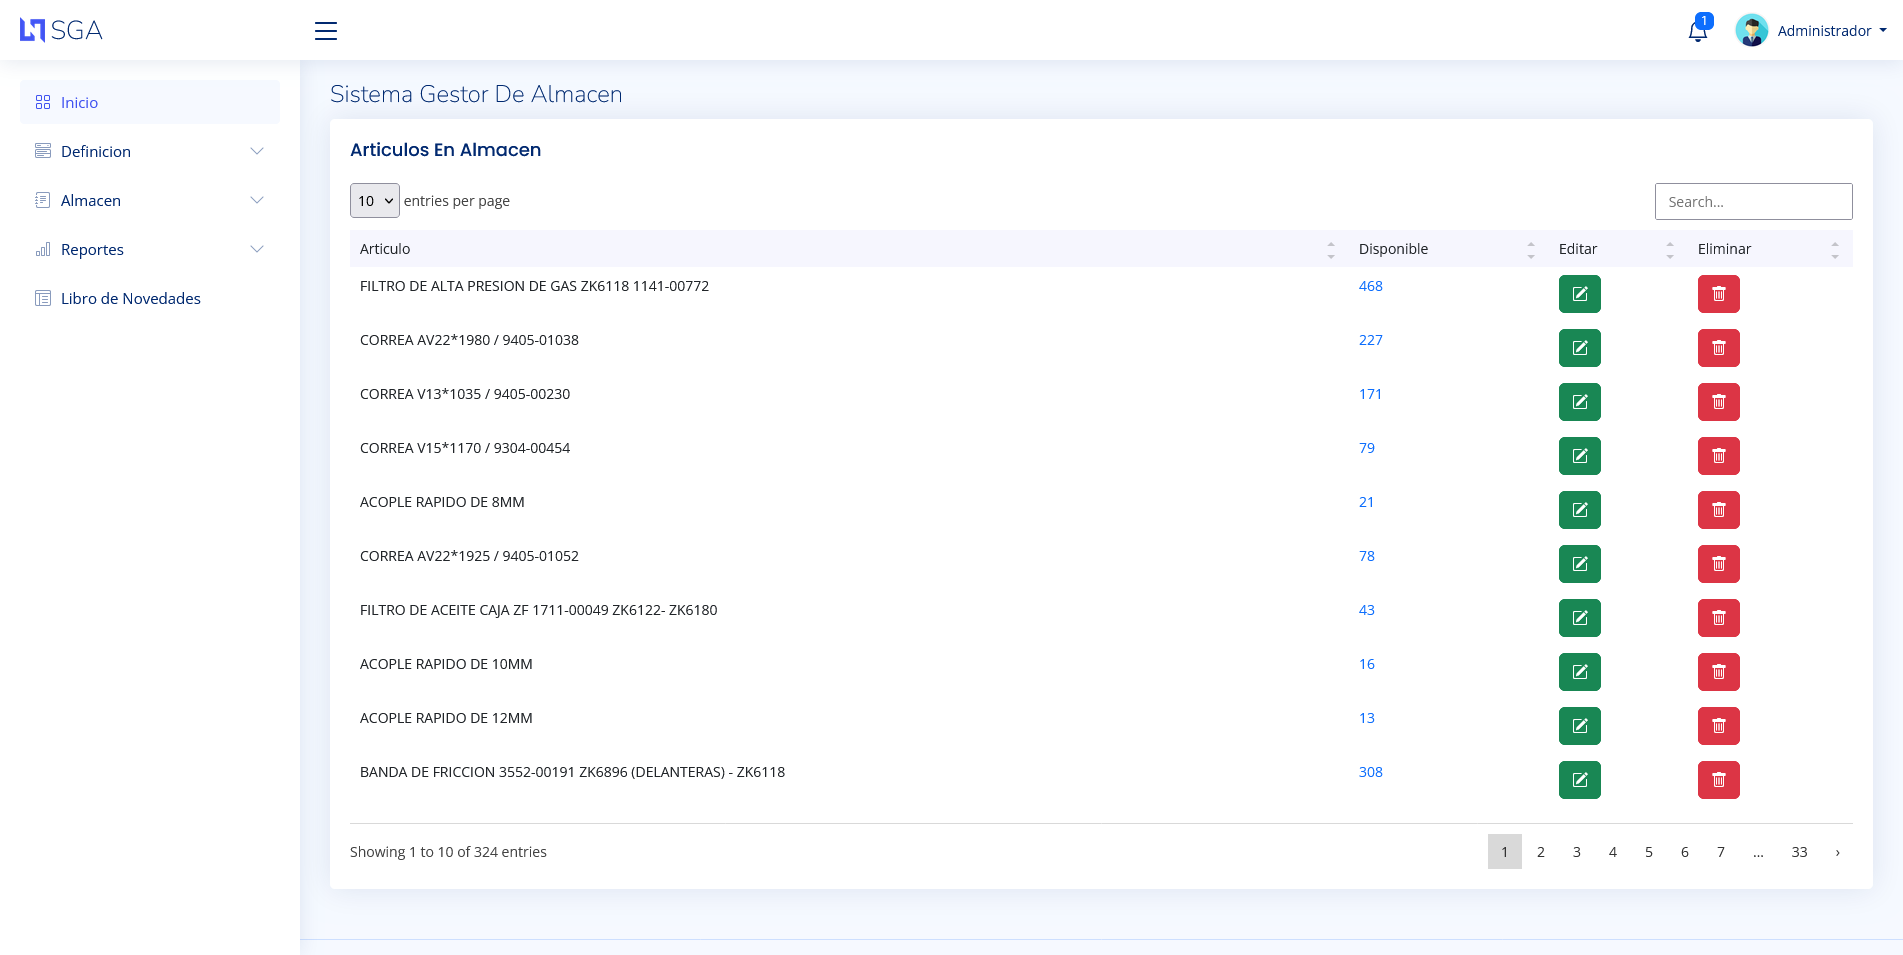 SGA
1
Administrador
Inicio
Definicion
Almacen
Reportes
Libro de Novedades
Sistema Gestor De Almacen
Articulos En Almacen
10 entries per page
Search...
Articulo Disponible Editar Eliminar
FILTRO DE ALTA PRESION DE GAS ZK6118 1141-00772 468
CORREA AV22*1980 / 9405-01038 227
CORREA V13*1035 / 9405-00230 171
CORREA V15*1170 / 9304-00454 79
ACOPLE RAPIDO DE 8MM 21
CORREA AV22*1925 / 9405-01052 78
FILTRO DE ACEITE CAJA ZF 1711-00049 ZK6122- ZK6180 43
ACOPLE RAPIDO DE 10MM 16
ACOPLE RAPIDO DE 12MM 13
BANDA DE FRICCION 3552-00191 ZK6896 (DELANTERAS) - ZK6118 308
Showing 1 to 10 of 324 entries
1 2 3 4 5 6 7 ... 33 ›